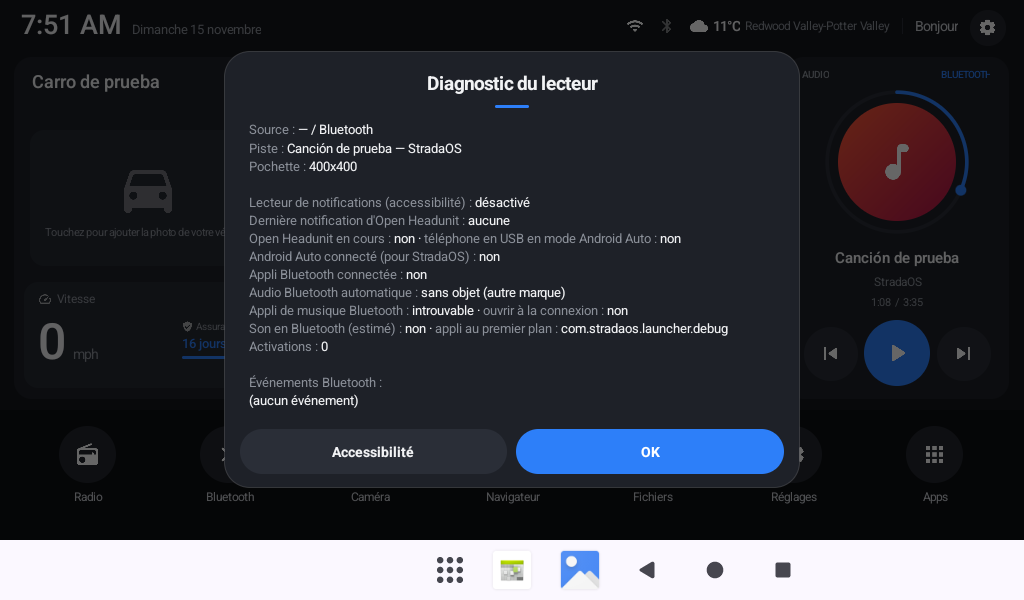 7:51 AM Dimanche 15 novembre
11°C Redwood Valley-Potter Valley
Bonjour
Carro de prueba
Touchez pour ajouter la photo de votre vé
Vitesse
0 mph
Assura
16 jours
Diagnostic du lecteur
Source : — / Bluetooth
Piste : Canción de prueba — StradaOS
Pochette : 400x400
Lecteur de notifications (accessibilité) : désactivé
Dernière notification d'Open Headunit : aucune
Open Headunit en cours : non · téléphone en USB en mode Android Auto : non
Android Auto connecté (pour StradaOS) : non
Appli Bluetooth connectée : non
Audio Bluetooth automatique : sans objet (autre marque)
Appli de musique Bluetooth : introuvable · ouvrir à la connexion : non
Son en Bluetooth (estimé) : non · appli au premier plan : com.stradaos.launcher.debug
Activations : 0
Événements Bluetooth :
(aucun événement)
Accessibilité
OK
AUDIO
BLUETOOTH
Canción de prueba
StradaOS
1:08 / 3:35
Radio
Bluetooth
Caméra
Navigateur
Fichiers
Réglages
Apps